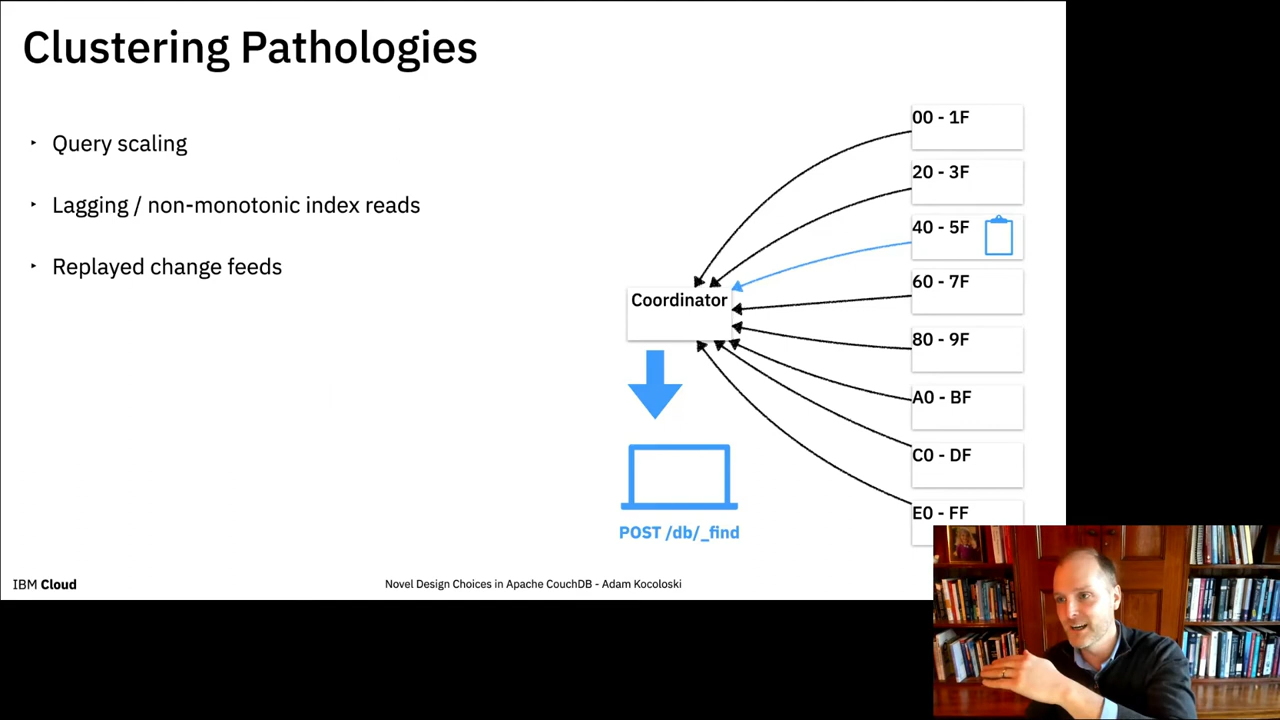 Clustering Pathologies
Query scaling
Lagging / non-monotonic index reads
Replayed change feeds
00 - 1F
20 - 3F
40 - 5F
60 - 7F
80 - 9F
A0 - BF
C0 - DF
E0 - FF
Coordinator
POST /db/_find
IBM Cloud
Novel Design Choices in Apache CouchDB - Adam Kocoloski